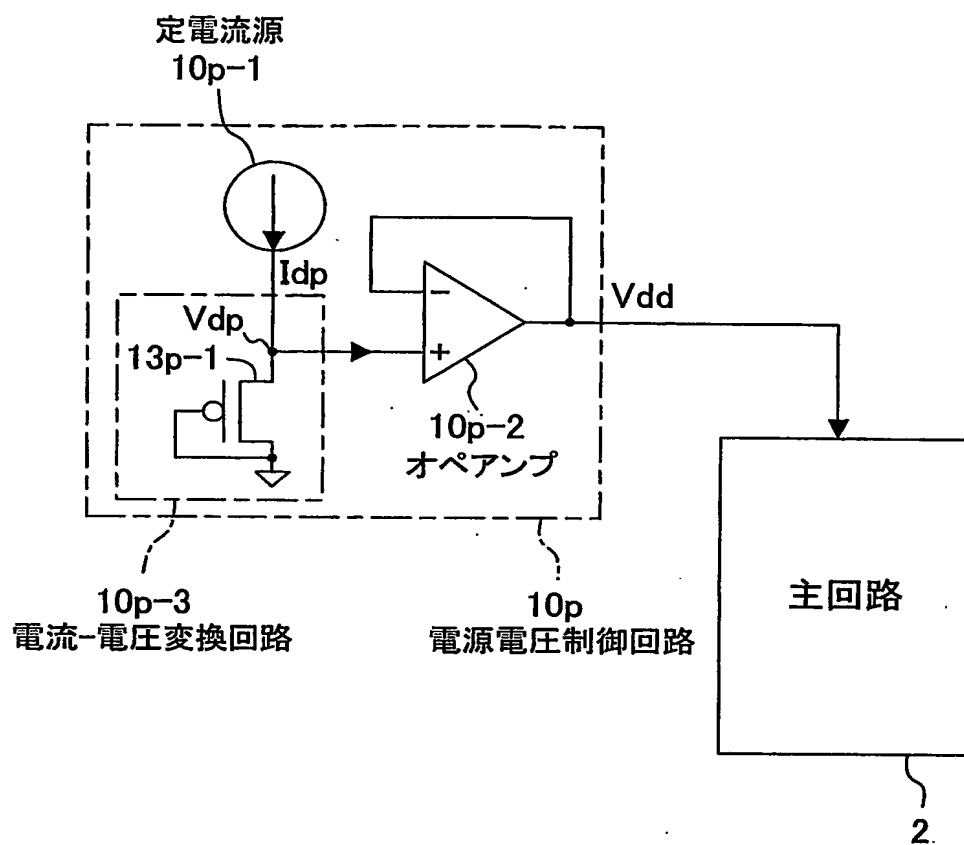 定電流源
10p-1
Idp
Vdp
13p-1
−
+
Vdd
10p-2
オペアンプ
10p-3
電流-電圧変換回路
10p
電源電圧制御回路
主回路
2